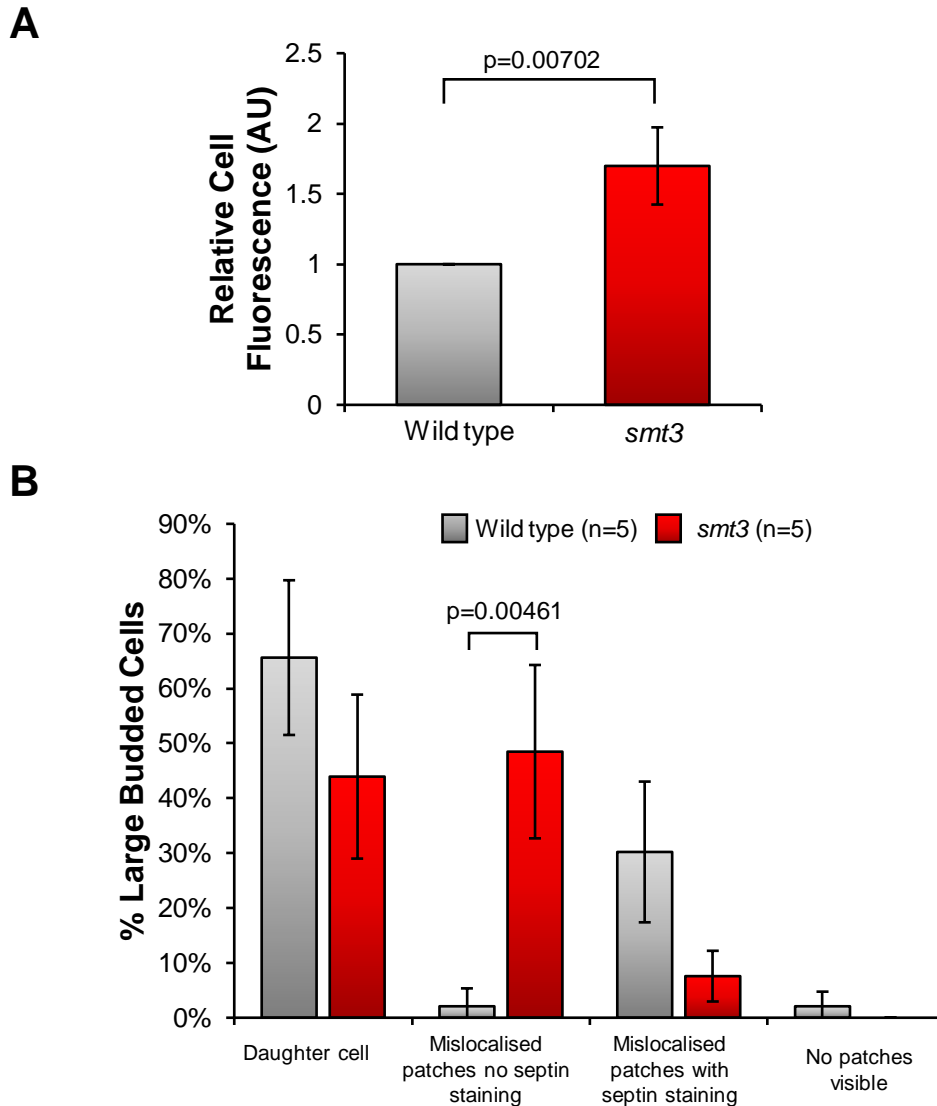 A
Relative Cell
Fluorescence (AU)
2.5
2
1.5
1
0.5
0
p=0.00702
Wild type
smt3
B
% Large Budded Cells
90%
80%
70%
60%
50%
40%
30%
20%
10%
0%
Wild type (n=5)
smt3 (n=5)
p=0.00461
Daughter cell
Mislocalised
patches no septin
staining
Mislocalised
patches with
septin staining
No patches
visible